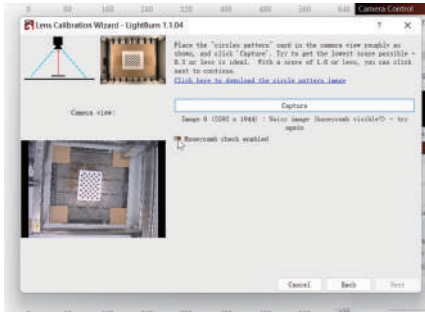 Camera Control
Lens Calibration Wizard - LightBurn 1.1.04
Place the "circles pattern" card in the camera view roughly as
shown, and click 'Capture'. Try to get the lowest score possible -
0.3 or less is ideal. With a score of 1.0 or less, you can click
next to continue.
Click here to download the circle pattern image
Capture
Camera view:
Image 0 (2592 x 1944) : Noisy image (honeycomb visible?) - try
again
Honeycomb check enabled
Cancel
Back
Next